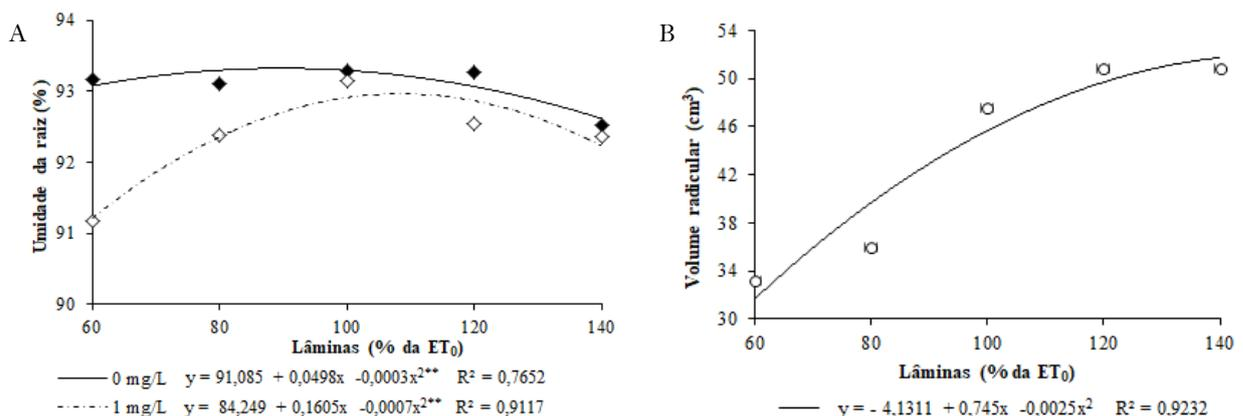 A
94
93
92
91
90
Umidade da raiz (%)
60 80 100 120 140
Lâminas (% da ET₀)
0 mg/L y = 91,085 + 0,0498x -0,0003x²** R² = 0,7652
1 mg/L y = 84,249 + 0,1605x -0,0007x²** R² = 0,9117
B
54
50
46
42
38
34
30
Volume radicular (cm³)
60 80 100 120 140
Lâminas (% da ET₀)
y = - 4,1311 + 0,745x -0,0025x² R² = 0,9232